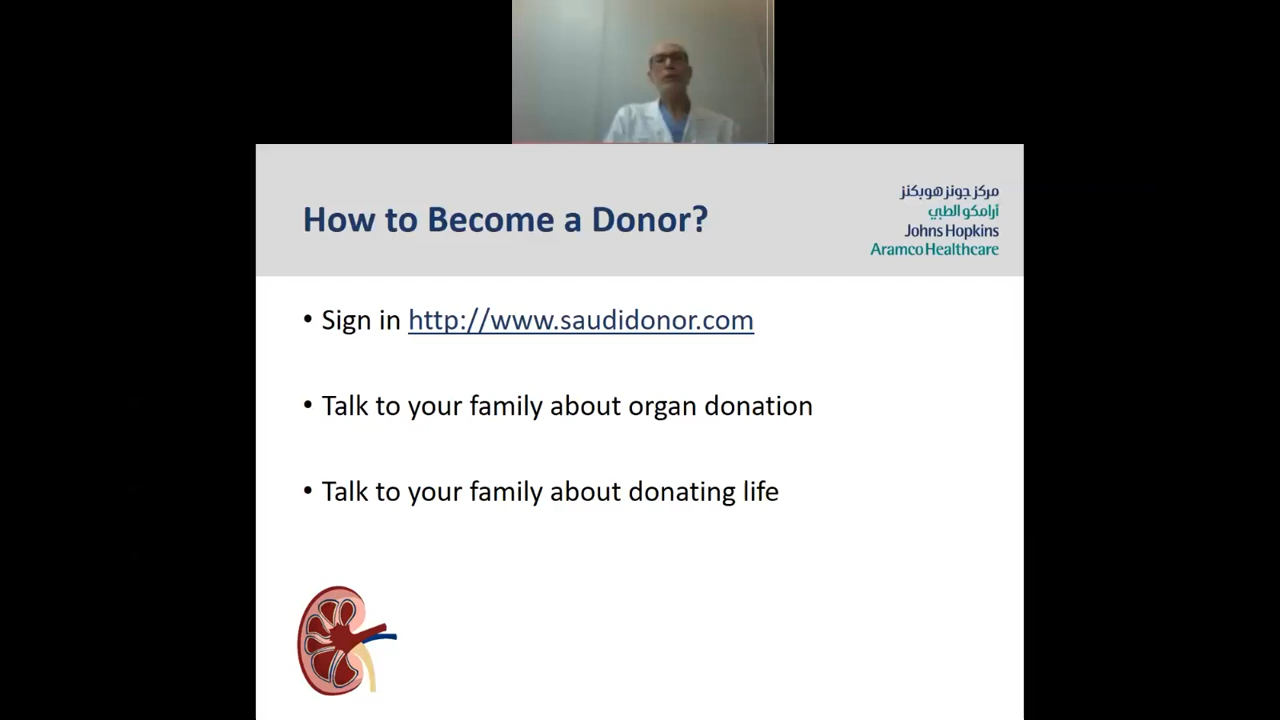 How to Become a Donor?
مركز جونز هوبكنز
أرامكو الطبي
Johns Hopkins
Aramco Healthcare
• Sign in http://www.saudidonor.com
• Talk to your family about organ donation
• Talk to your family about donating life